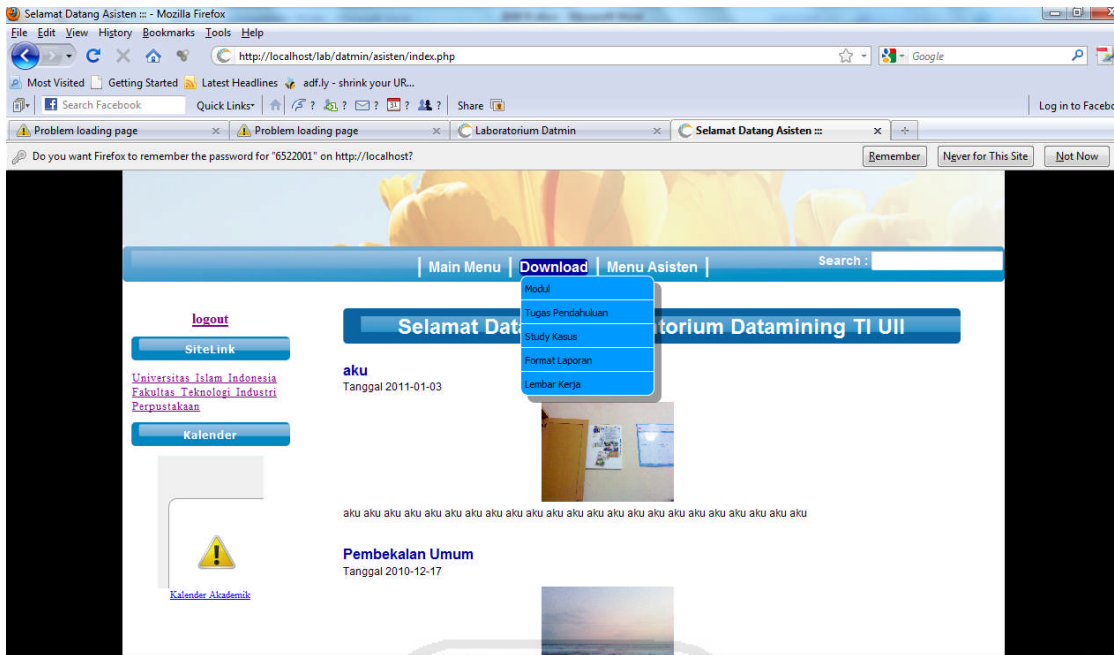 Selamat Datang Asisten ::: - Mozilla Firefox
File Edit View History Bookmarks Tools Help
http://localhost/lab/datmin/asisten/index.php
Google
Most Visited Getting Started Latest Headlines adf.ly - shrink your UR...
Search Facebook Quick Links ? ? ? 31 ? ? Share Log in to Facebo
Problem loading page Problem loading page Laboratorium Datmin Selamat Datang Asisten :::
Do you want Firefox to remember the password for "6522001" on http://localhost? Remember Never for This Site Not Now
| Main Menu | Download | Menu Asisten | Search :
Modul
Tugas Pendahuluan
Study Kasus
Format Laporan
Lembar Kerja
logout
SiteLink
Universitas Islam Indonesia
Fakultas Teknologi Industri
Perpustakaan
Kalender
Kalender Akademik
Selamat Dat torium Datamining TI UII
aku
Tanggal 2011-01-03
aku aku aku aku aku aku aku aku aku aku aku aku aku aku aku aku aku aku aku aku aku aku aku
Pembekalan Umum
Tanggal 2010-12-17